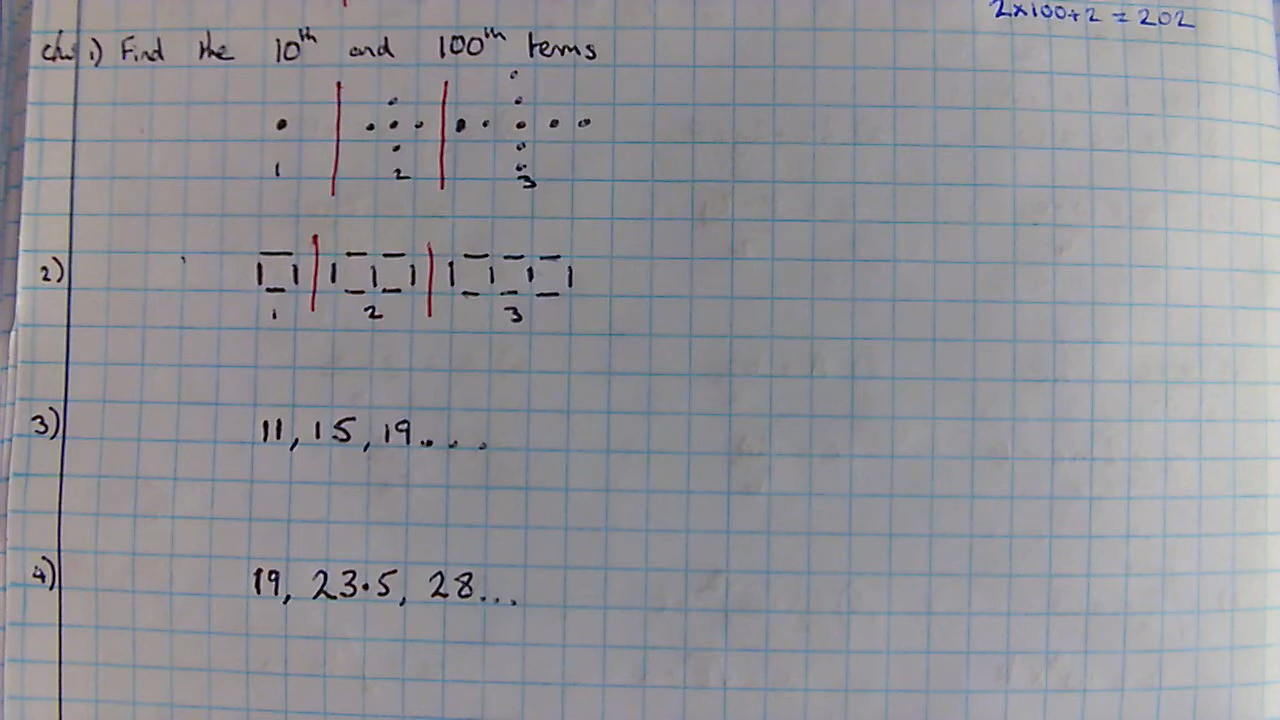 2×100+2 = 202
1) Find the 10th and 100th terms
1 2 3
2)
1 2 3
3) 11, 15, 19....
4) 19, 23.5, 28...